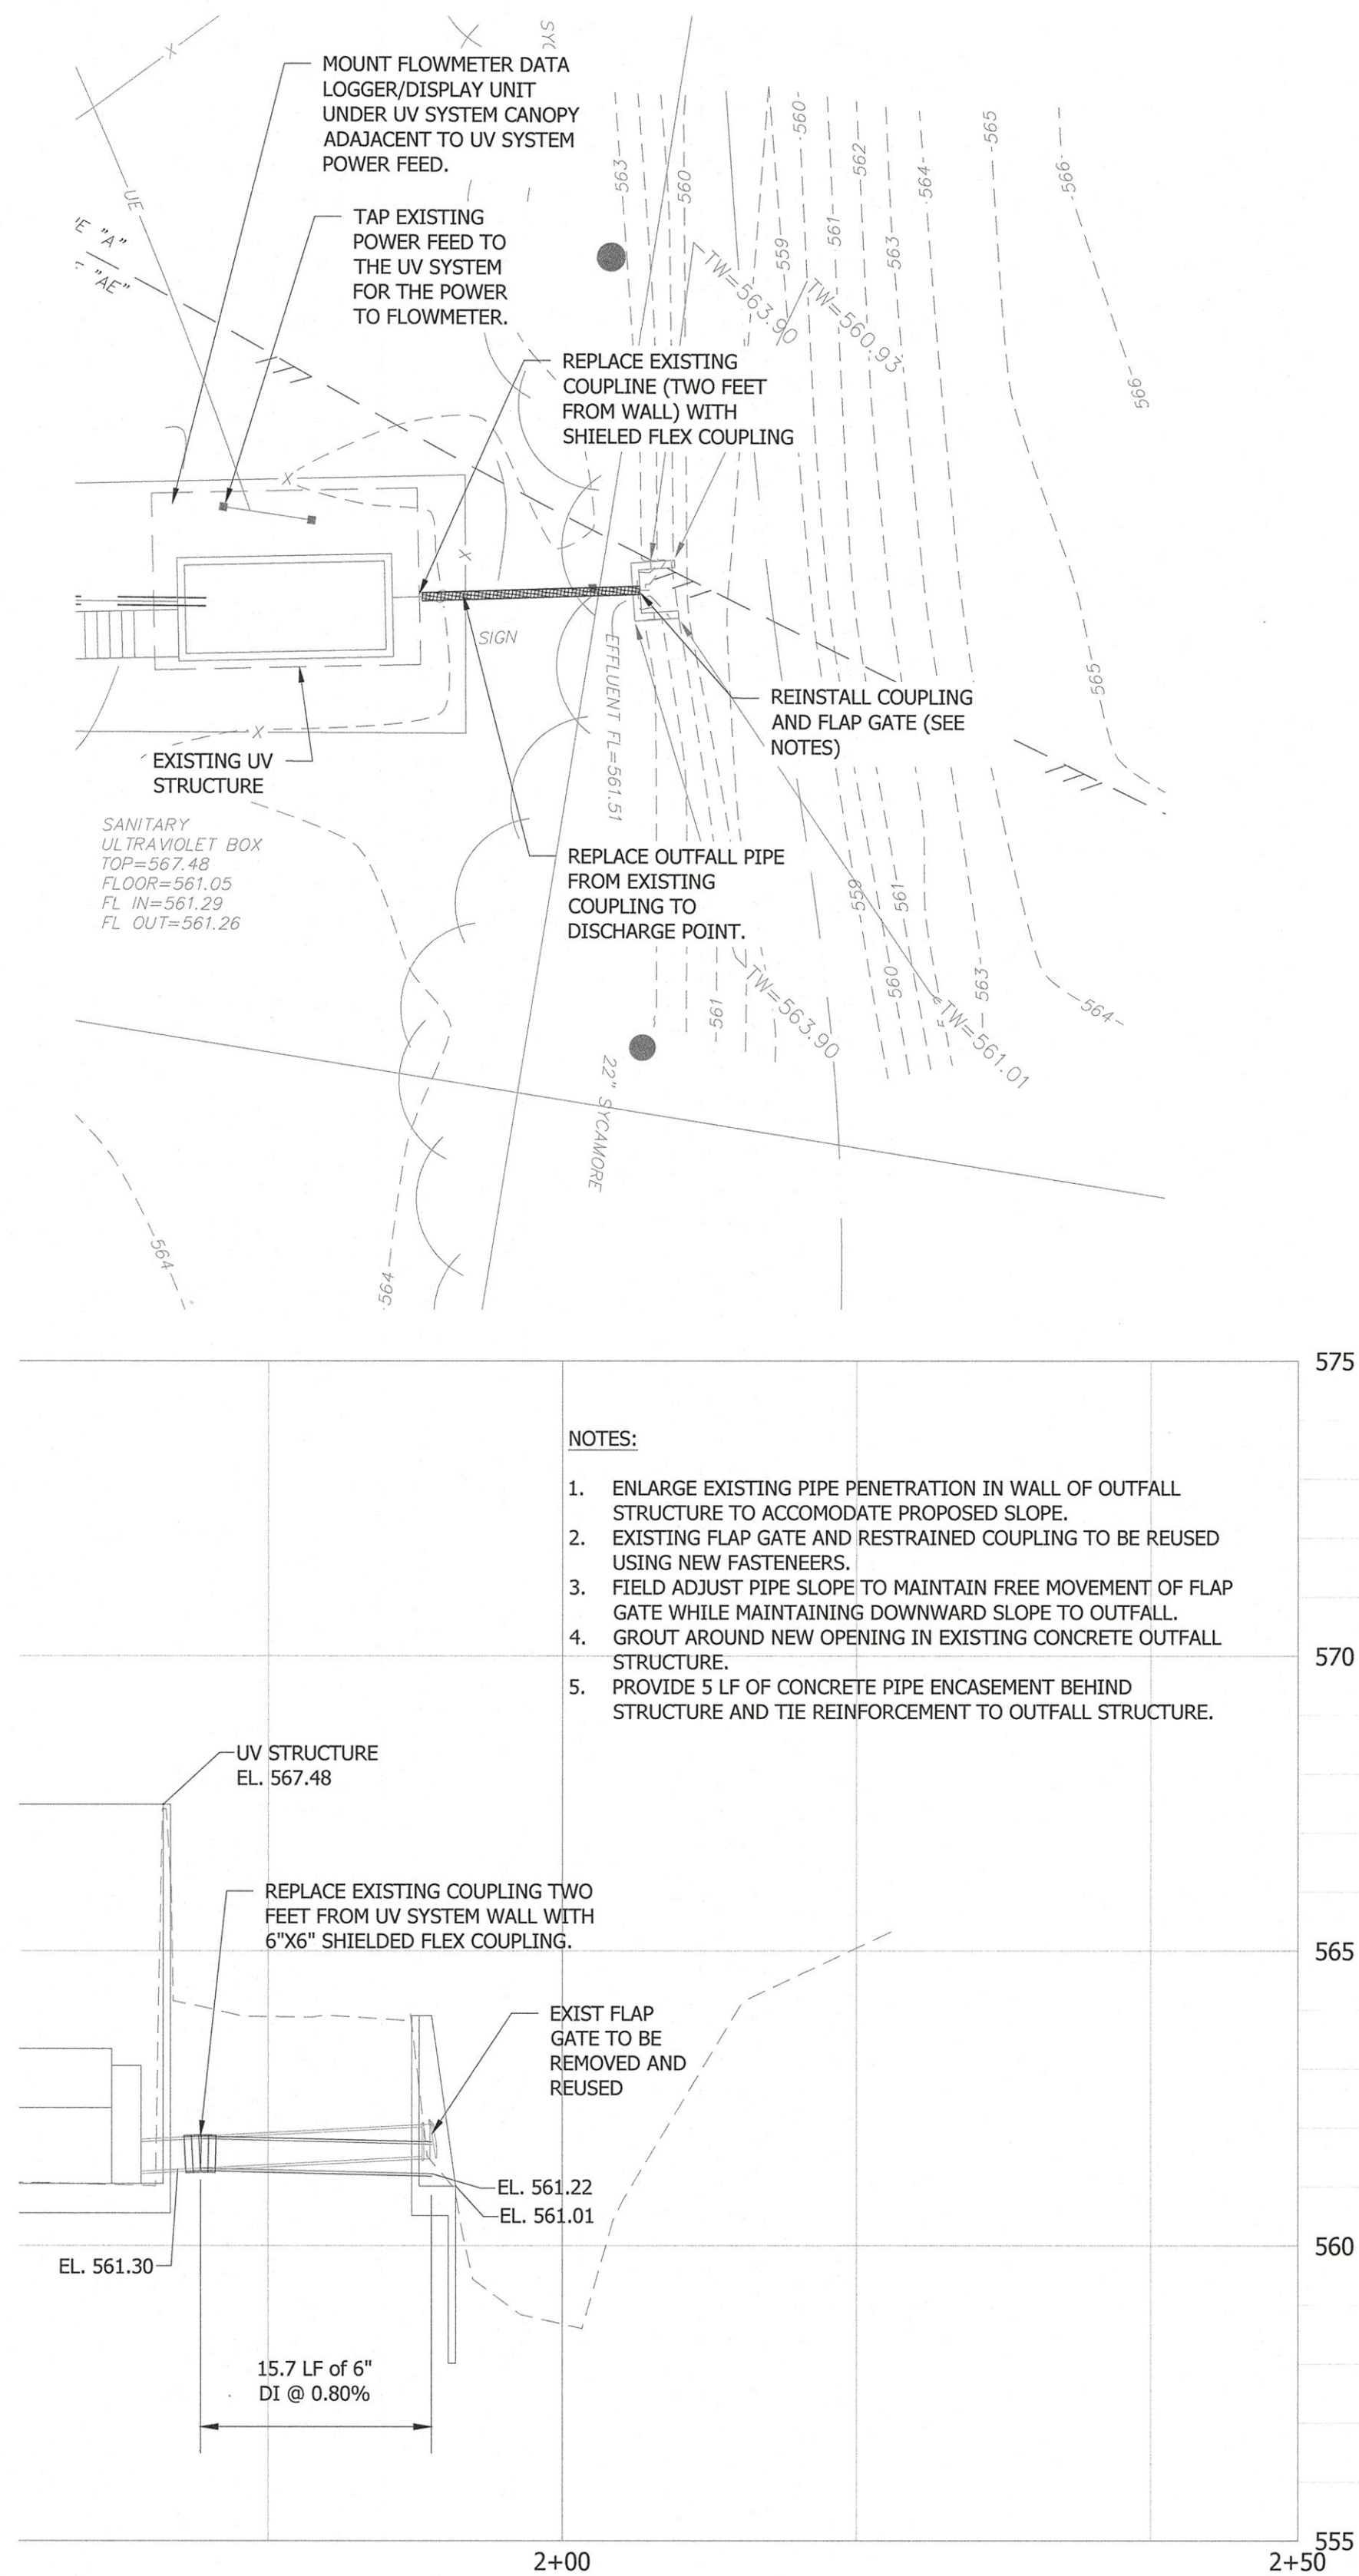 MOUNT FLOWMETER DATA
LOGGER/DISPLAY UNIT
UNDER UV SYSTEM CANOPY
ADAJACENT TO UV SYSTEM
POWER FEED.
TAP EXISTING
POWER FEED TO
THE UV SYSTEM
FOR THE POWER
TO FLOWMETER.
UE
"A"
"AE"
X
X
X
X
563
560
560
559
561
562
563
564
565
566
566
TW=563.90
TW=560.93
REPLACE EXISTING
COUPLINE (TWO FEET
FROM WALL) WITH
SHIELED FLEX COUPLING
SIGN
EFFLUENT FL=561.51
565
REINSTALL COUPLING
AND FLAP GATE (SEE
NOTES)
EXISTING UV
STRUCTURE
SANITARY
ULTRAVIOLET BOX
TOP=567.48
FLOOR=561.05
FL IN=561.29
FL OUT=561.26
REPLACE OUTFALL PIPE
FROM EXISTING
COUPLING TO
DISCHARGE POINT.
559
561
560
561
563
564
TW=563.90
TW=561.01
22" SYCAMORE
564
564
575
NOTES:
1. ENLARGE EXISTING PIPE PENETRATION IN WALL OF OUTFALL
STRUCTURE TO ACCOMODATE PROPOSED SLOPE.
2. EXISTING FLAP GATE AND RESTRAINED COUPLING TO BE REUSED
USING NEW FASTENEERS.
3. FIELD ADJUST PIPE SLOPE TO MAINTAIN FREE MOVEMENT OF FLAP
GATE WHILE MAINTAINING DOWNWARD SLOPE TO OUTFALL.
4. GROUT AROUND NEW OPENING IN EXISTING CONCRETE OUTFALL
STRUCTURE.
570
5. PROVIDE 5 LF OF CONCRETE PIPE ENCASEMENT BEHIND
STRUCTURE AND TIE REINFORCEMENT TO OUTFALL STRUCTURE.
UV STRUCTURE
EL. 567.48
REPLACE EXISTING COUPLING TWO
FEET FROM UV SYSTEM WALL WITH
6"X6" SHIELDED FLEX COUPLING.
565
EXIST FLAP
GATE TO BE
REMOVED AND
REUSED
EL. 561.22
EL. 561.01
560
EL. 561.30
15.7 LF of 6"
DI @ 0.80%
555
2+00
2+50